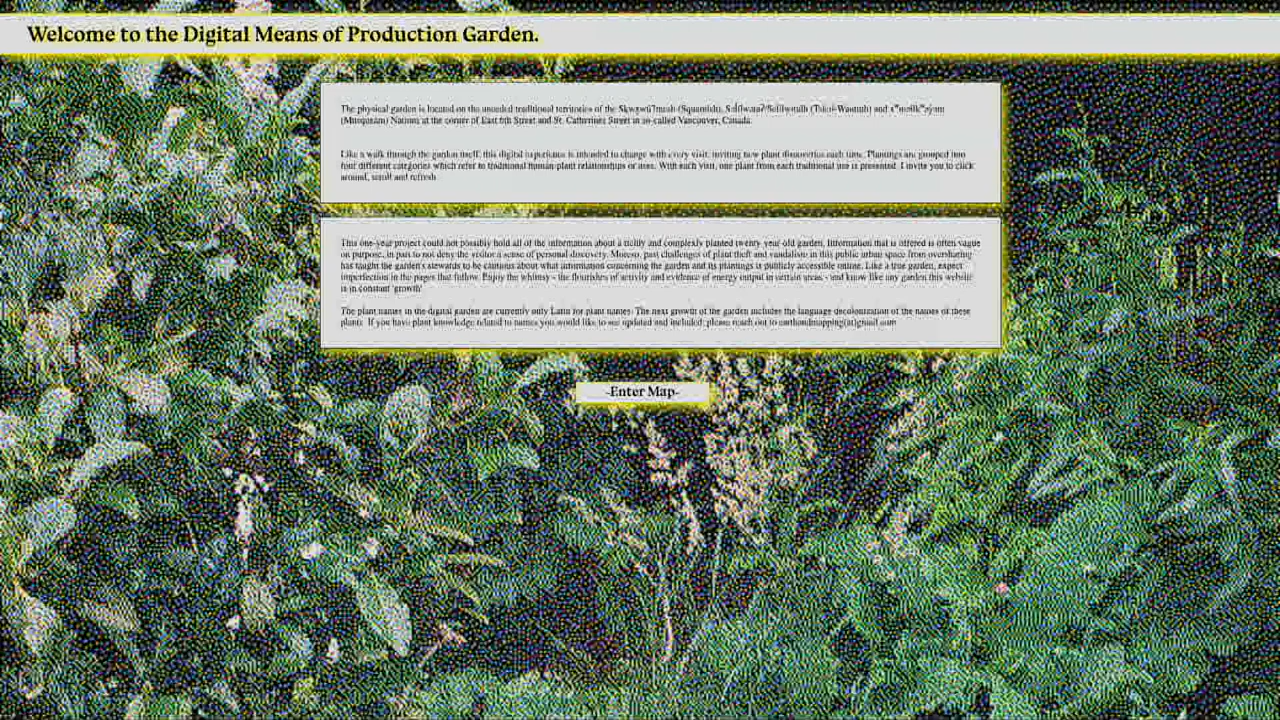 Welcome to the Digital Means of Production Garden.
The physical garden is located on the unceded traditional territories of the Skwxwú7mesh (Squamish), (Tsleil-Waututh) and
(Musqueam) Nations at the corner of East 6th Street and St. Catherines Street in so-called Vancouver, Canada.
Like a walk through the garden itself, this digital experience is intended to change with every visit, inviting new plant discoveries each time. Plantings are grouped into
four different categories which refer to traditional human-plant relationships or uses. With each visit, one plant from each traditional use is presented. I invite you to click
around, scroll and refresh.
This one-year project could not possibly hold all of the information about a richly and complexly planted twenty year old garden. Information that is offered is often vague
on purpose, in part to not deny the visitor a sense of personal discovery. Moreso, past challenges of plant theft and vandalism in this public urban space from oversharing
has taught the garden's stewards to be cautious about what information concerning the garden and its plantings is publicly accessible online. Like a true garden, expect
imperfection in the pages that follow. Enjoy the whimsy - the flourishes of activity and evidence of energy output in certain areas - and know like any garden this website
is in constant 'growth'.
The plant names in the digital garden are currently only Latin for plant names. The next growth of the garden includes the language decolonization of the names of these
plants. If you have plant knowledge related to names you would like to see updated and included, please reach out to earthandmapping(at)gmail.com
-Enter Map-